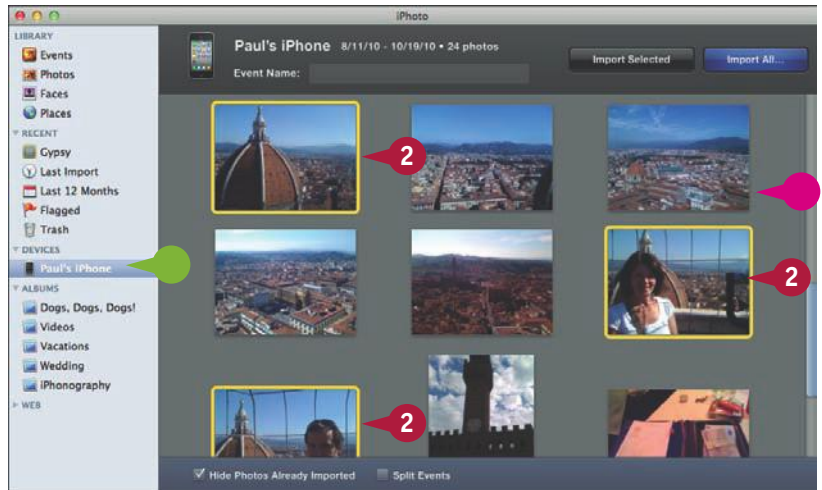 iPhoto
LIBRARY
Events
Photos
Faces
Places
RECENT
Gypsy
Last Import
Last 12 Months
Flagged
Trash
DEVICES
Paul's iPhone
ALBUMS
Dogs, Dogs, Dogs!
Videos
Vacations
Wedding
iPhonography
WEB
Paul's iPhone 8/11/10 - 10/19/10 • 24 photos
Event Name:
Import Selected
Import All...
2
2
2
Hide Photos Already Imported
Split Events